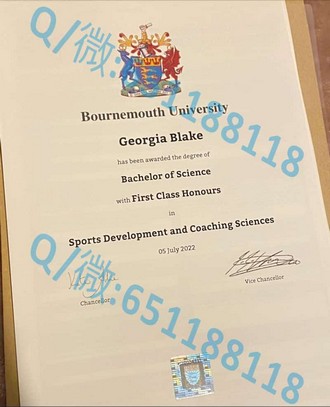 Bournemouth University
Georgia Blake
has been awarded the degree of
Bachelor of Science
with First Class Honours
in
Sports Development and Coaching Sciences
05 July 2022
Chancellor
Vice Chancellor
Q/微:651188118
Q/微:651188118